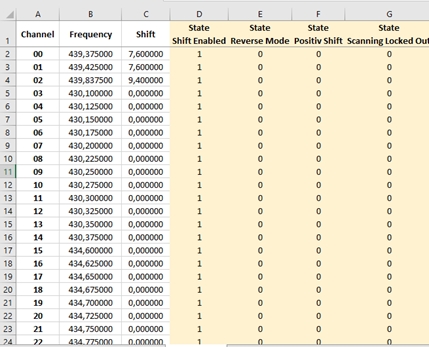 A B C D E F G
State State State State
1 Channel Frequency Shift Shift Enabled Reverse Mode Positiv Shift Scanning Locked Out
2 00 439,375000 7,600000 1 0 0 0
3 01 439,425000 7,600000 1 0 0 0
4 02 439,837500 9,400000 1 0 0 0
5 03 430,100000 0,000000 1 0 0 0
6 04 430,125000 0,000000 1 0 0 0
7 05 430,150000 0,000000 1 0 0 0
8 06 430,175000 0,000000 1 0 0 0
9 07 430,200000 0,000000 1 0 0 0
10 08 430,225000 0,000000 1 0 0 0
11 09 430,250000 0,000000 1 0 0 0
12 10 430,275000 0,000000 1 0 0 0
13 11 430,300000 0,000000 1 0 0 0
14 12 430,325000 0,000000 1 0 0 0
15 13 430,350000 0,000000 1 0 0 0
16 14 430,375000 0,000000 1 0 0 0
17 15 434,600000 0,000000 1 0 0 0
18 16 434,625000 0,000000 1 0 0 0
19 17 434,650000 0,000000 1 0 0 0
20 18 434,675000 0,000000 1 0 0 0
21 19 434,700000 0,000000 1 0 0 0
22 20 434,725000 0,000000 1 0 0 0
23 21 434,750000 0,000000 1 0 0 0
24 22 434,775000 0,000000 1 0 0 0